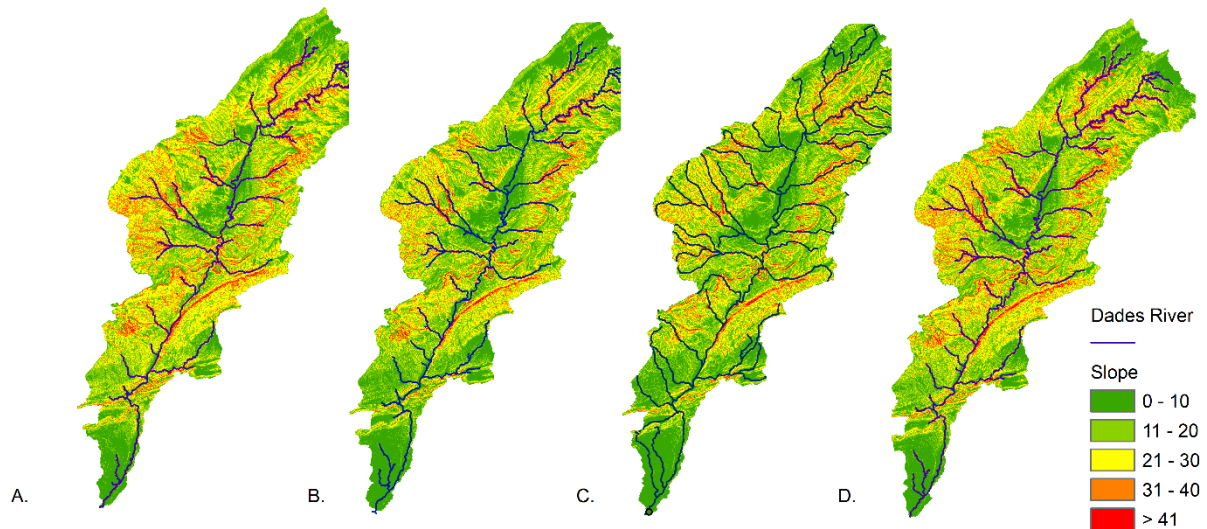 Dades River
Slope
0 - 10
11 - 20
21 - 30
31 - 40
> 41
A.
B.
C.
D.